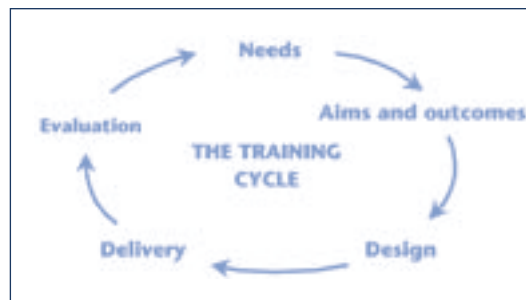 Needs
Aims and outcomes
Evaluation
THE TRAINING
CYCLE
Delivery
Design